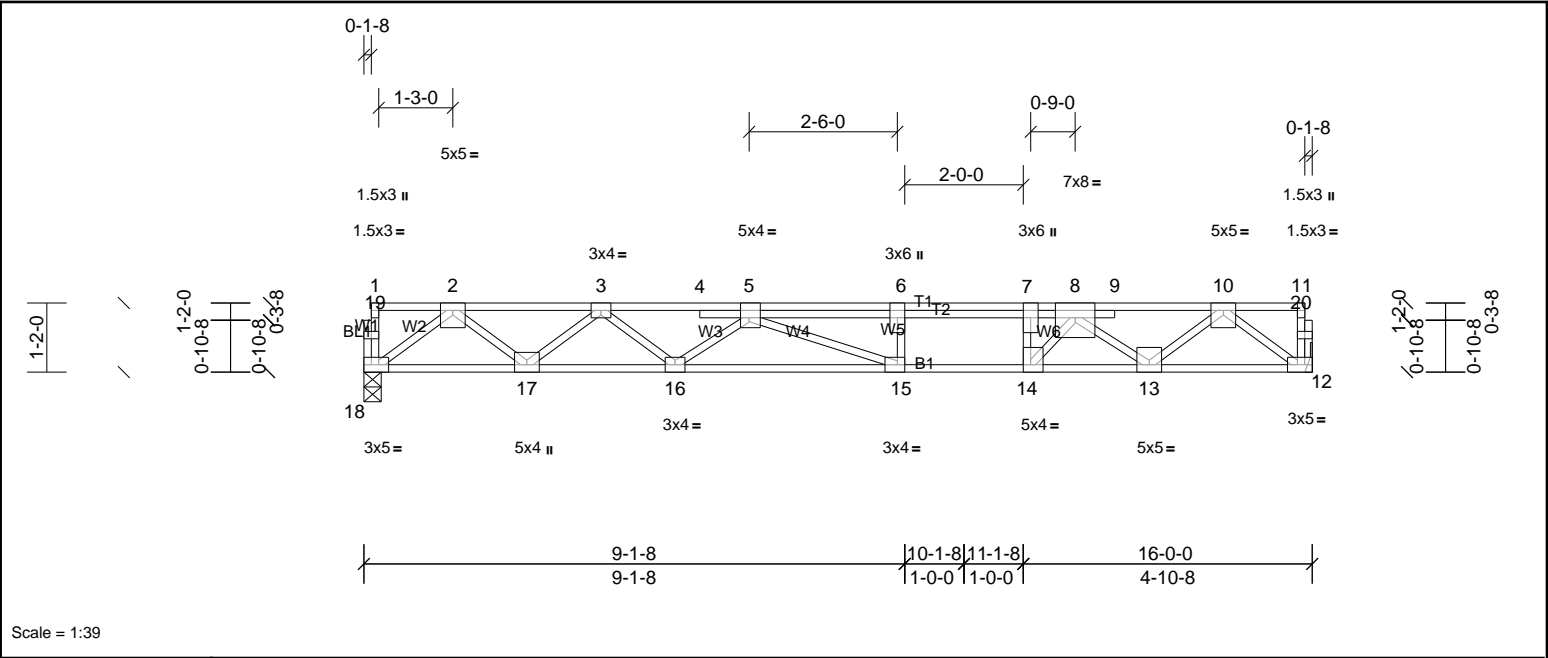 0-1-8
1-3-0
0-9-0
2-6-0
0-1-8
5x5 =
2-0-0
7x8 =
1.5x3 II
1.5x3 II
1.5x3 =
5x4 =
3x6 II
5x5 =
1.5x3 =
3x4 =
3x6 II
1 2 3 4 5 6 7 8 9 10 11
19 T1 T2 20
W1 W2 W3 W4 W5 W6
BL1
B1
1-2-0
1-2-0
0-10-8
0-10-8
0-3-8
1-2-0
0-10-8
0-10-8
0-3-8
18 17 16 15 14 13 12
3x4 =
5x4 =
3x5 =
3x5 =
5x4 II
3x4 =
5x5 =
9-1-8 10-1-8 11-1-8 16-0-0
9-1-8 1-0-0 1-0-0 4-10-8
Scale = 1:39